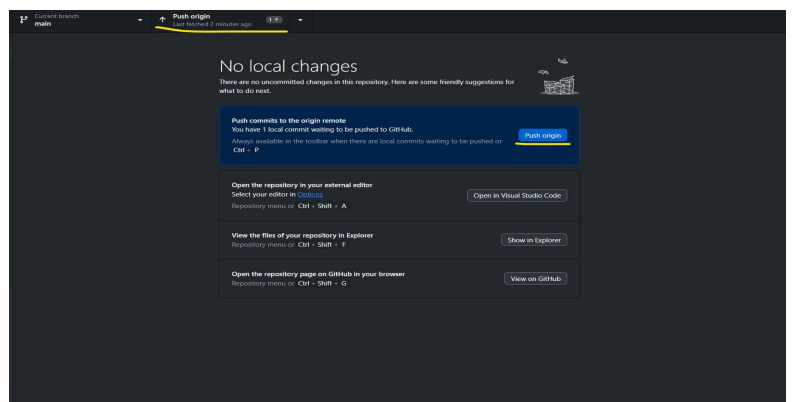 Current branch
main
Push origin
Last fetched 2 minutes ago
1↑
No local changes
There are no uncommitted changes in this repository. Here are some friendly suggestions for
what to do next.
Push commits to the origin remote
You have 1 local commit waiting to be pushed to GitHub.
Always available in the toolbar when there are local commits waiting to be pushed or
Ctrl + P
Push origin
Open the repository in your external editor
Select your editor in Options
Repository menu or Ctrl + Shift + A
Open in Visual Studio Code
View the files of your repository in Explorer
Repository menu or Ctrl + Shift + F
Show in Explorer
Open the repository page on GitHub in your browser
Repository menu or Ctrl + Shift + G
View on GitHub